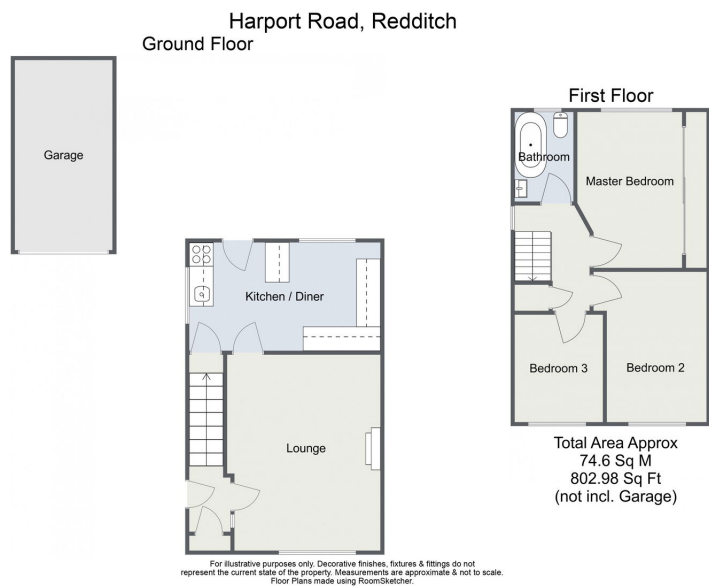 Harport Road, Redditch
Ground Floor
Garage
First Floor
Bathroom
Master Bedroom
Kitchen / Diner
Bedroom 3
Bedroom 2
Lounge
Total Area Approx
74.6 Sq M
802.98 Sq Ft
(not incl. Garage)
For illustrative purposes only. Decorative finishes, fixtures & fittings do not
represent the current state of the property. Measurements are approximate & not to scale.
Floor Plans made using RoomSketcher.